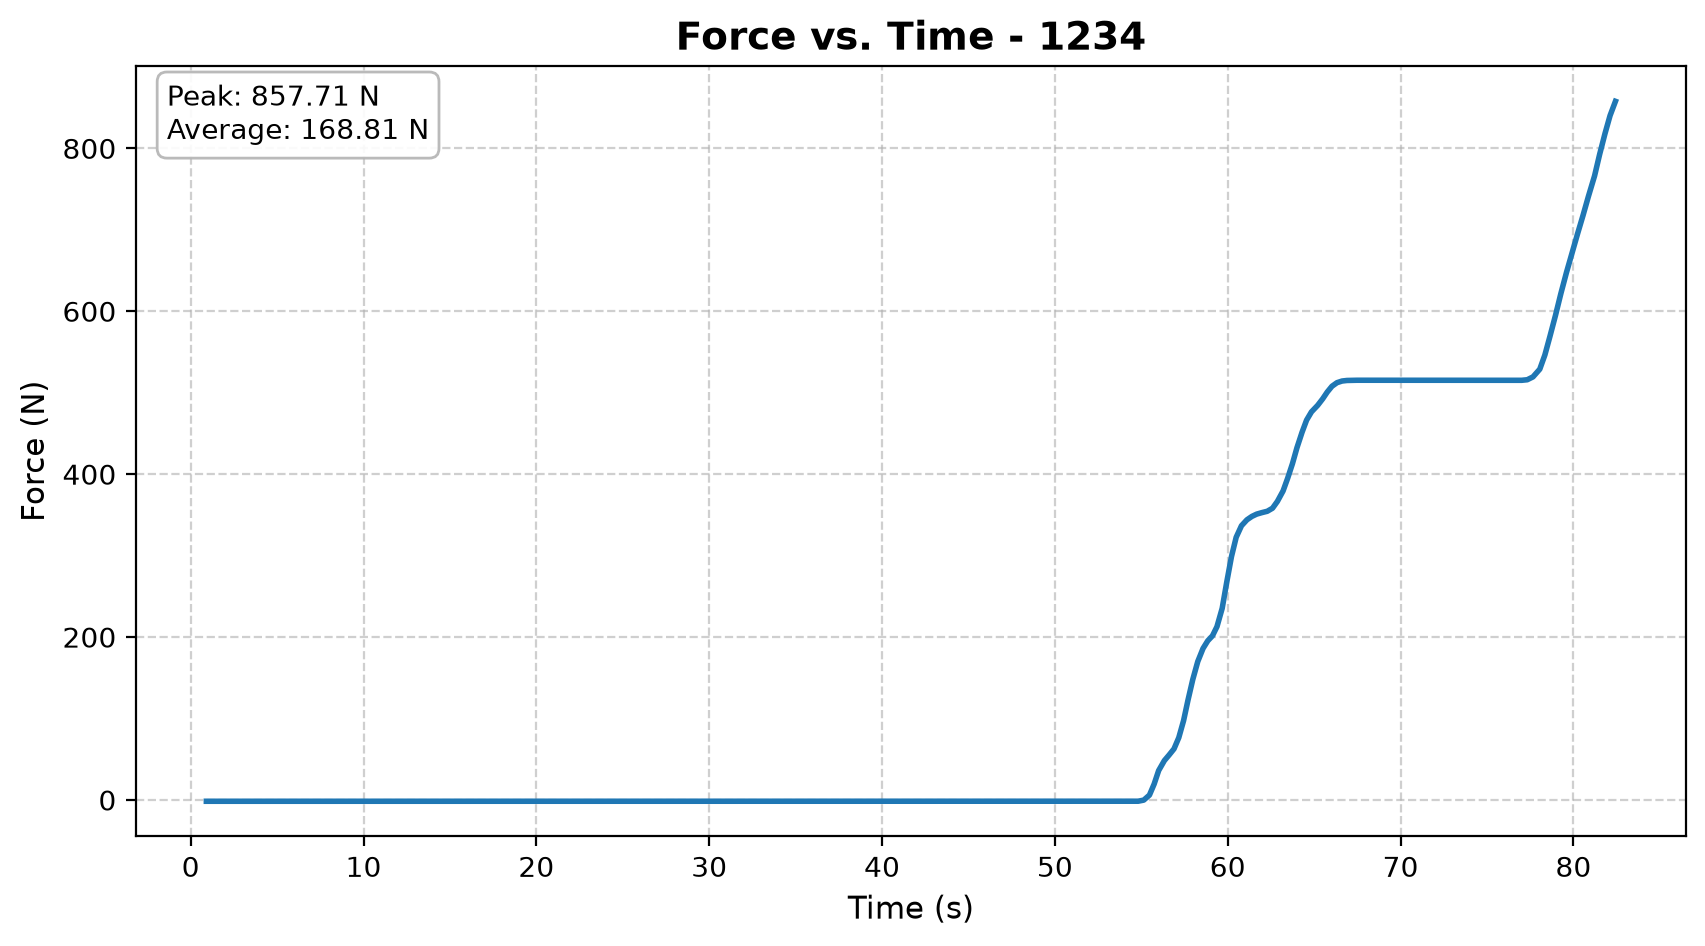 Force vs. Time - 1234
Peak: 857.71 N
Average: 168.81 N
Force (N)
800
600
400
200
0
0 10 20 30 40 50 60 70 80
Time (s)